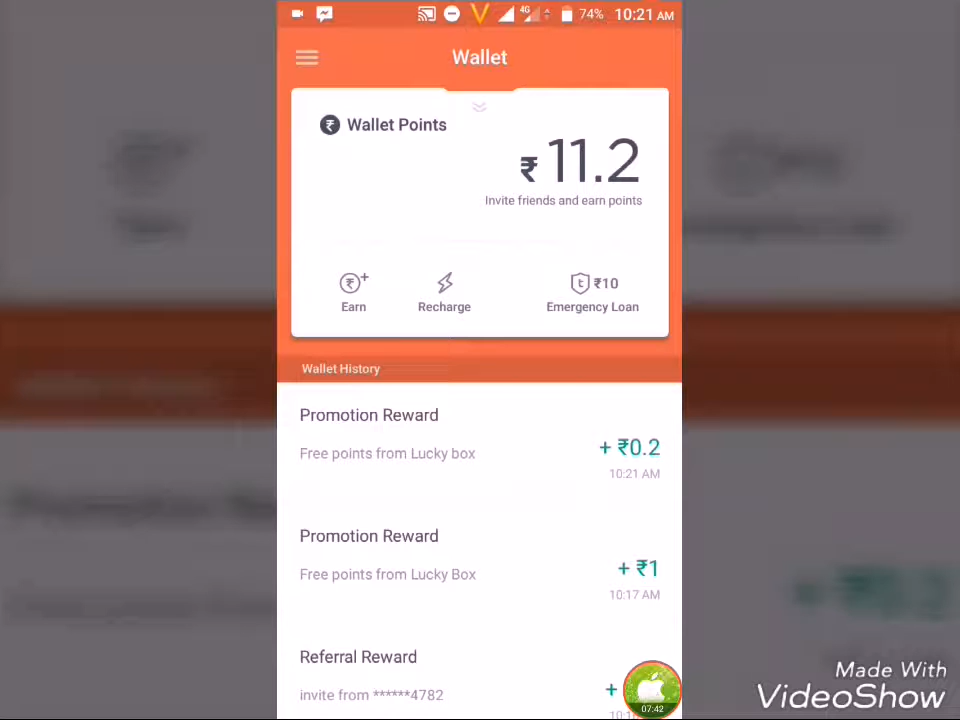 4G 74% 10:21 AM
Wallet
₹ Wallet Points
₹ 11.2
Invite friends and earn points
₹10
Earn Recharge Emergency Loan
Wallet History
Promotion Reward
+ ₹0.2
Free points from Lucky box
10:21 AM
Promotion Reward
+ ₹1
Free points from Lucky Box
10:17 AM
Referral Reward
invite from ******4782
+
07:42
Made With
VideoShow